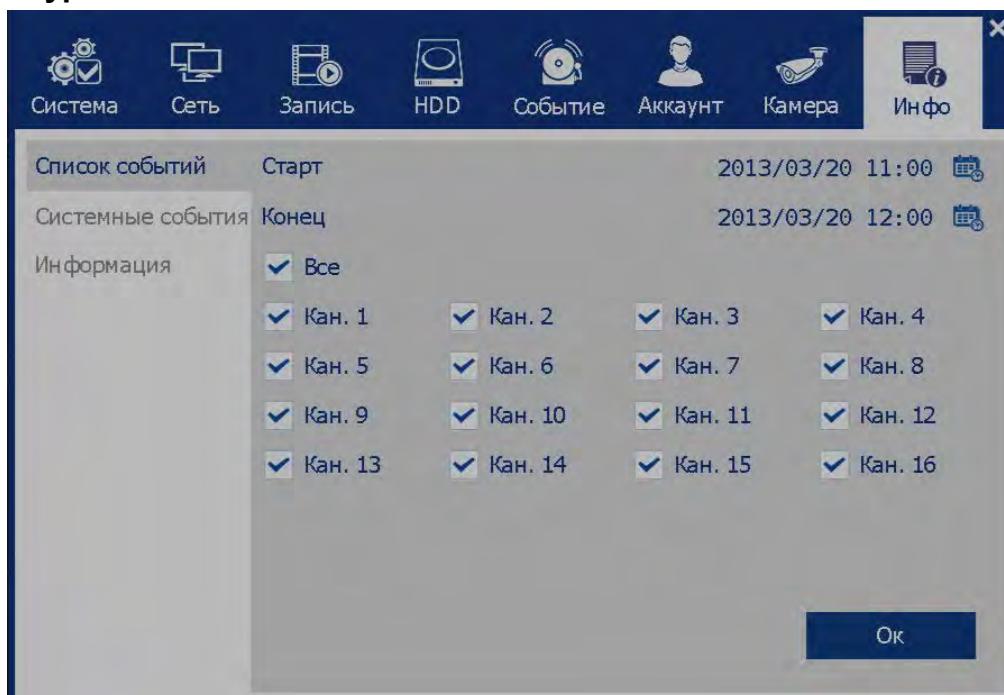 Система Сеть Запись HDD Событие Аккаунт Камера Инфо
Список событий Старт 2013/03/20 11:00
Системные события Конец 2013/03/20 12:00
Информация Все
Кан. 1 Кан. 2 Кан. 3 Кан. 4
Кан. 5 Кан. 6 Кан. 7 Кан. 8
Кан. 9 Кан. 10 Кан. 11 Кан. 12
Кан. 13 Кан. 14 Кан. 15 Кан. 16
Ок